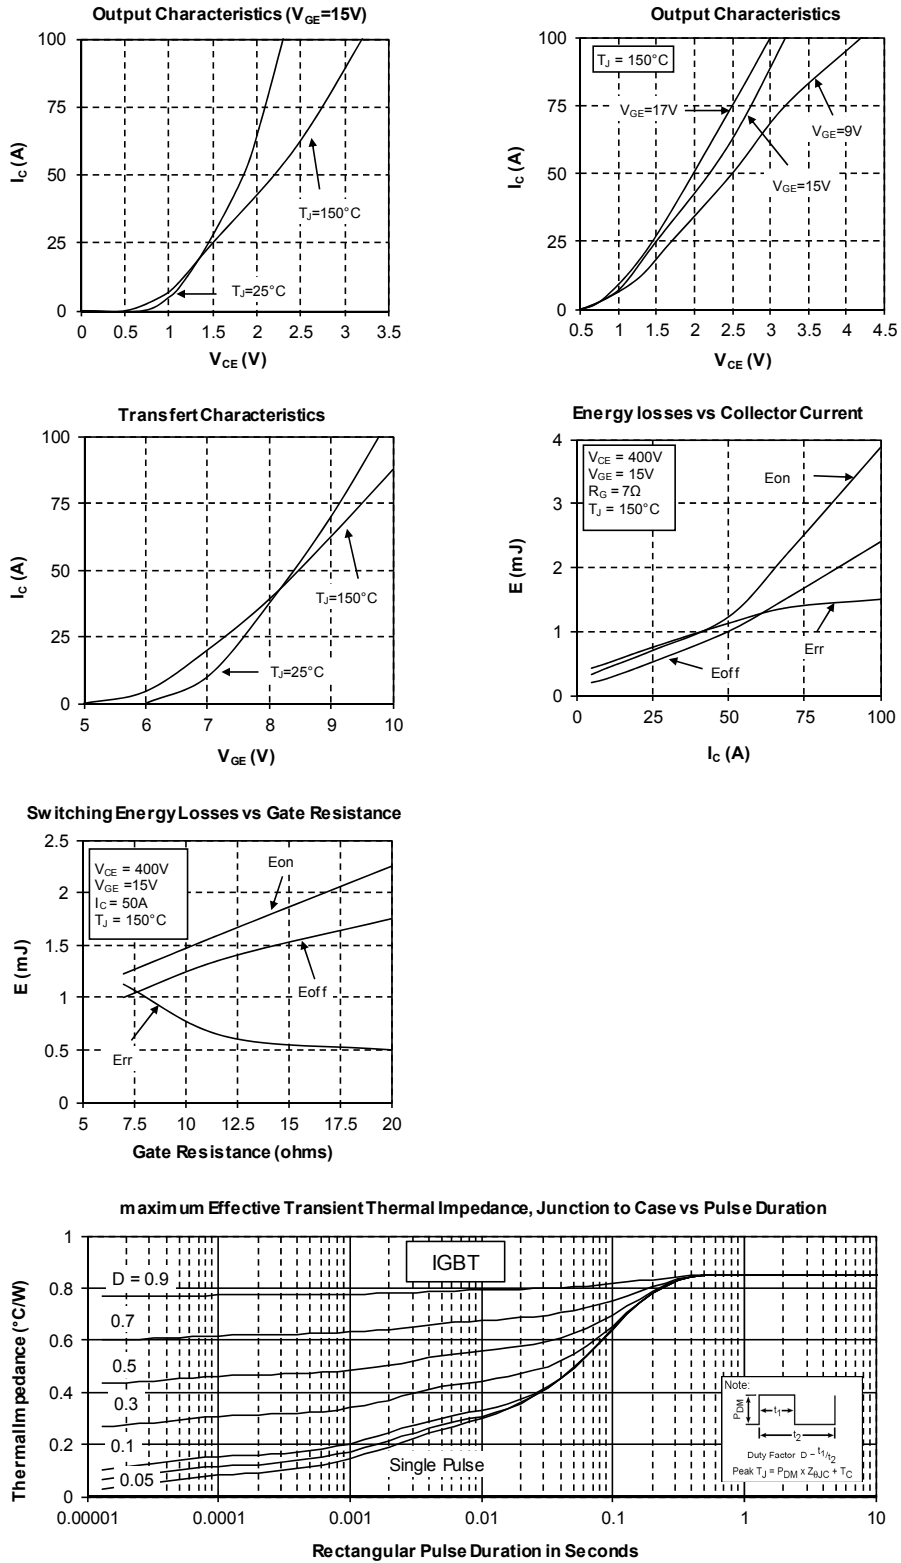 Output Characteristics (VGE=15V)
100
75
50
25
0
IC (A)
TJ=150°C
TJ=25°C
0 0.5 1 1.5 2 2.5 3 3.5
VCE (V)
Output Characteristics
100
75
50
25
0
IC (A)
TJ = 150°C
VGE=17V
VGE=9V
VGE=15V
0.5 1 1.5 2 2.5 3 3.5 4 4.5
VCE (V)
Transfert Characteristics
100
75
50
25
0
IC (A)
TJ=150°C
TJ=25°C
5 6 7 8 9 10
VGE (V)
Energy losses vs Collector Current
4
3
2
1
0
E (mJ)
VCE = 400V
VGE = 15V
RG = 7Ω
TJ = 150°C
Eon
Err
Eoff
0 25 50 75 100
IC (A)
Switching Energy Losses vs Gate Resistance
2.5
2
1.5
1
0.5
0
E (mJ)
VCE = 400V
VGE =15V
IC = 50A
TJ = 150°C
Eon
Eoff
Err
5 7.5 10 12.5 15 17.5 20
Gate Resistance (ohms)
maximum Effective Transient Thermal Impedance, Junction to Case vs Pulse Duration
1
0.8
0.6
0.4
0.2
0
Thermal Impedance (°C/W)
IGBT
D = 0.9
0.7
0.5
0.3
0.1
0.05
Single Pulse
Note:
PDM
t1
t2
Duty Factor D = t1/t2
Peak TJ = PDM x ZθJC + TC
0.00001 0.0001 0.001 0.01 0.1 1 10
Rectangular Pulse Duration in Seconds